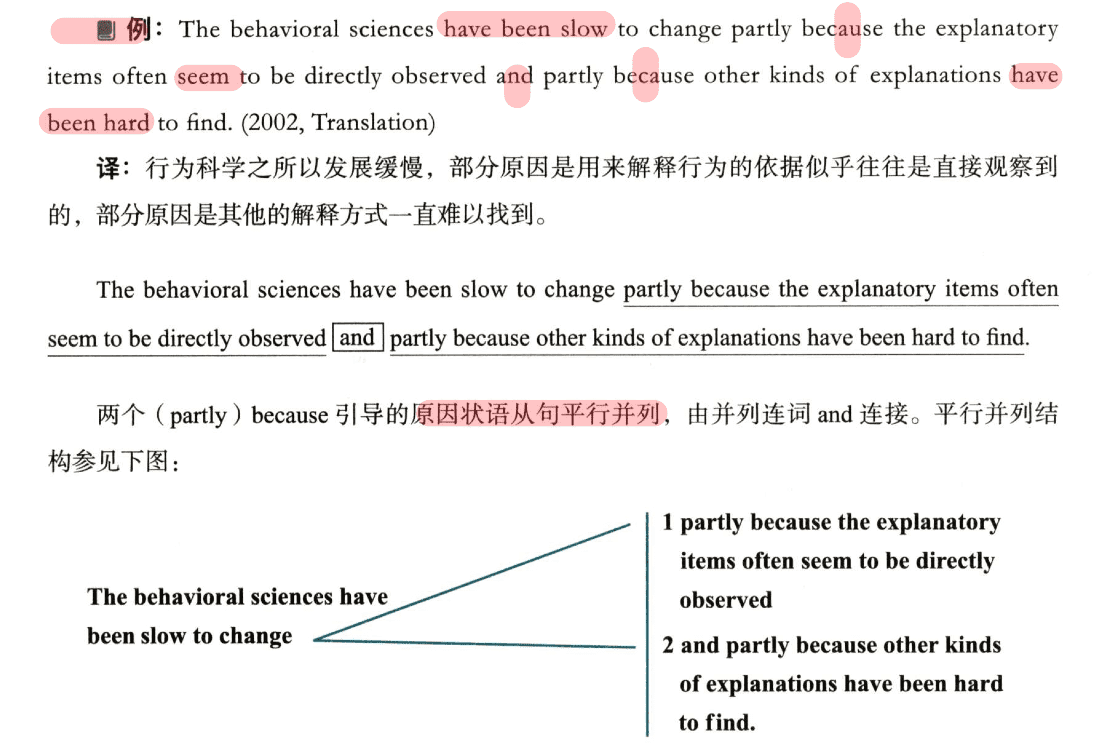 例：The behavioral sciences have been slow to change partly because the explanatory
items often seem to be directly observed and partly because other kinds of explanations have
been hard to find. (2002, Translation)
译：行为科学之所以发展缓慢，部分原因是用来解释行为的依据似乎往往是直接观察到
的，部分原因是其他的解释方式一直难以找到。
The behavioral sciences have been slow to change partly because the explanatory items often
seem to be directly observed and partly because other kinds of explanations have been hard to find.
两个（partly）because 引导的原因状语从句平行并列，由并列连词 and 连接。平行并列结
构参见下图：
The behavioral sciences have
been slow to change
1 partly because the explanatory
items often seem to be directly
observed
2 and partly because other kinds
of explanations have been hard
to find.